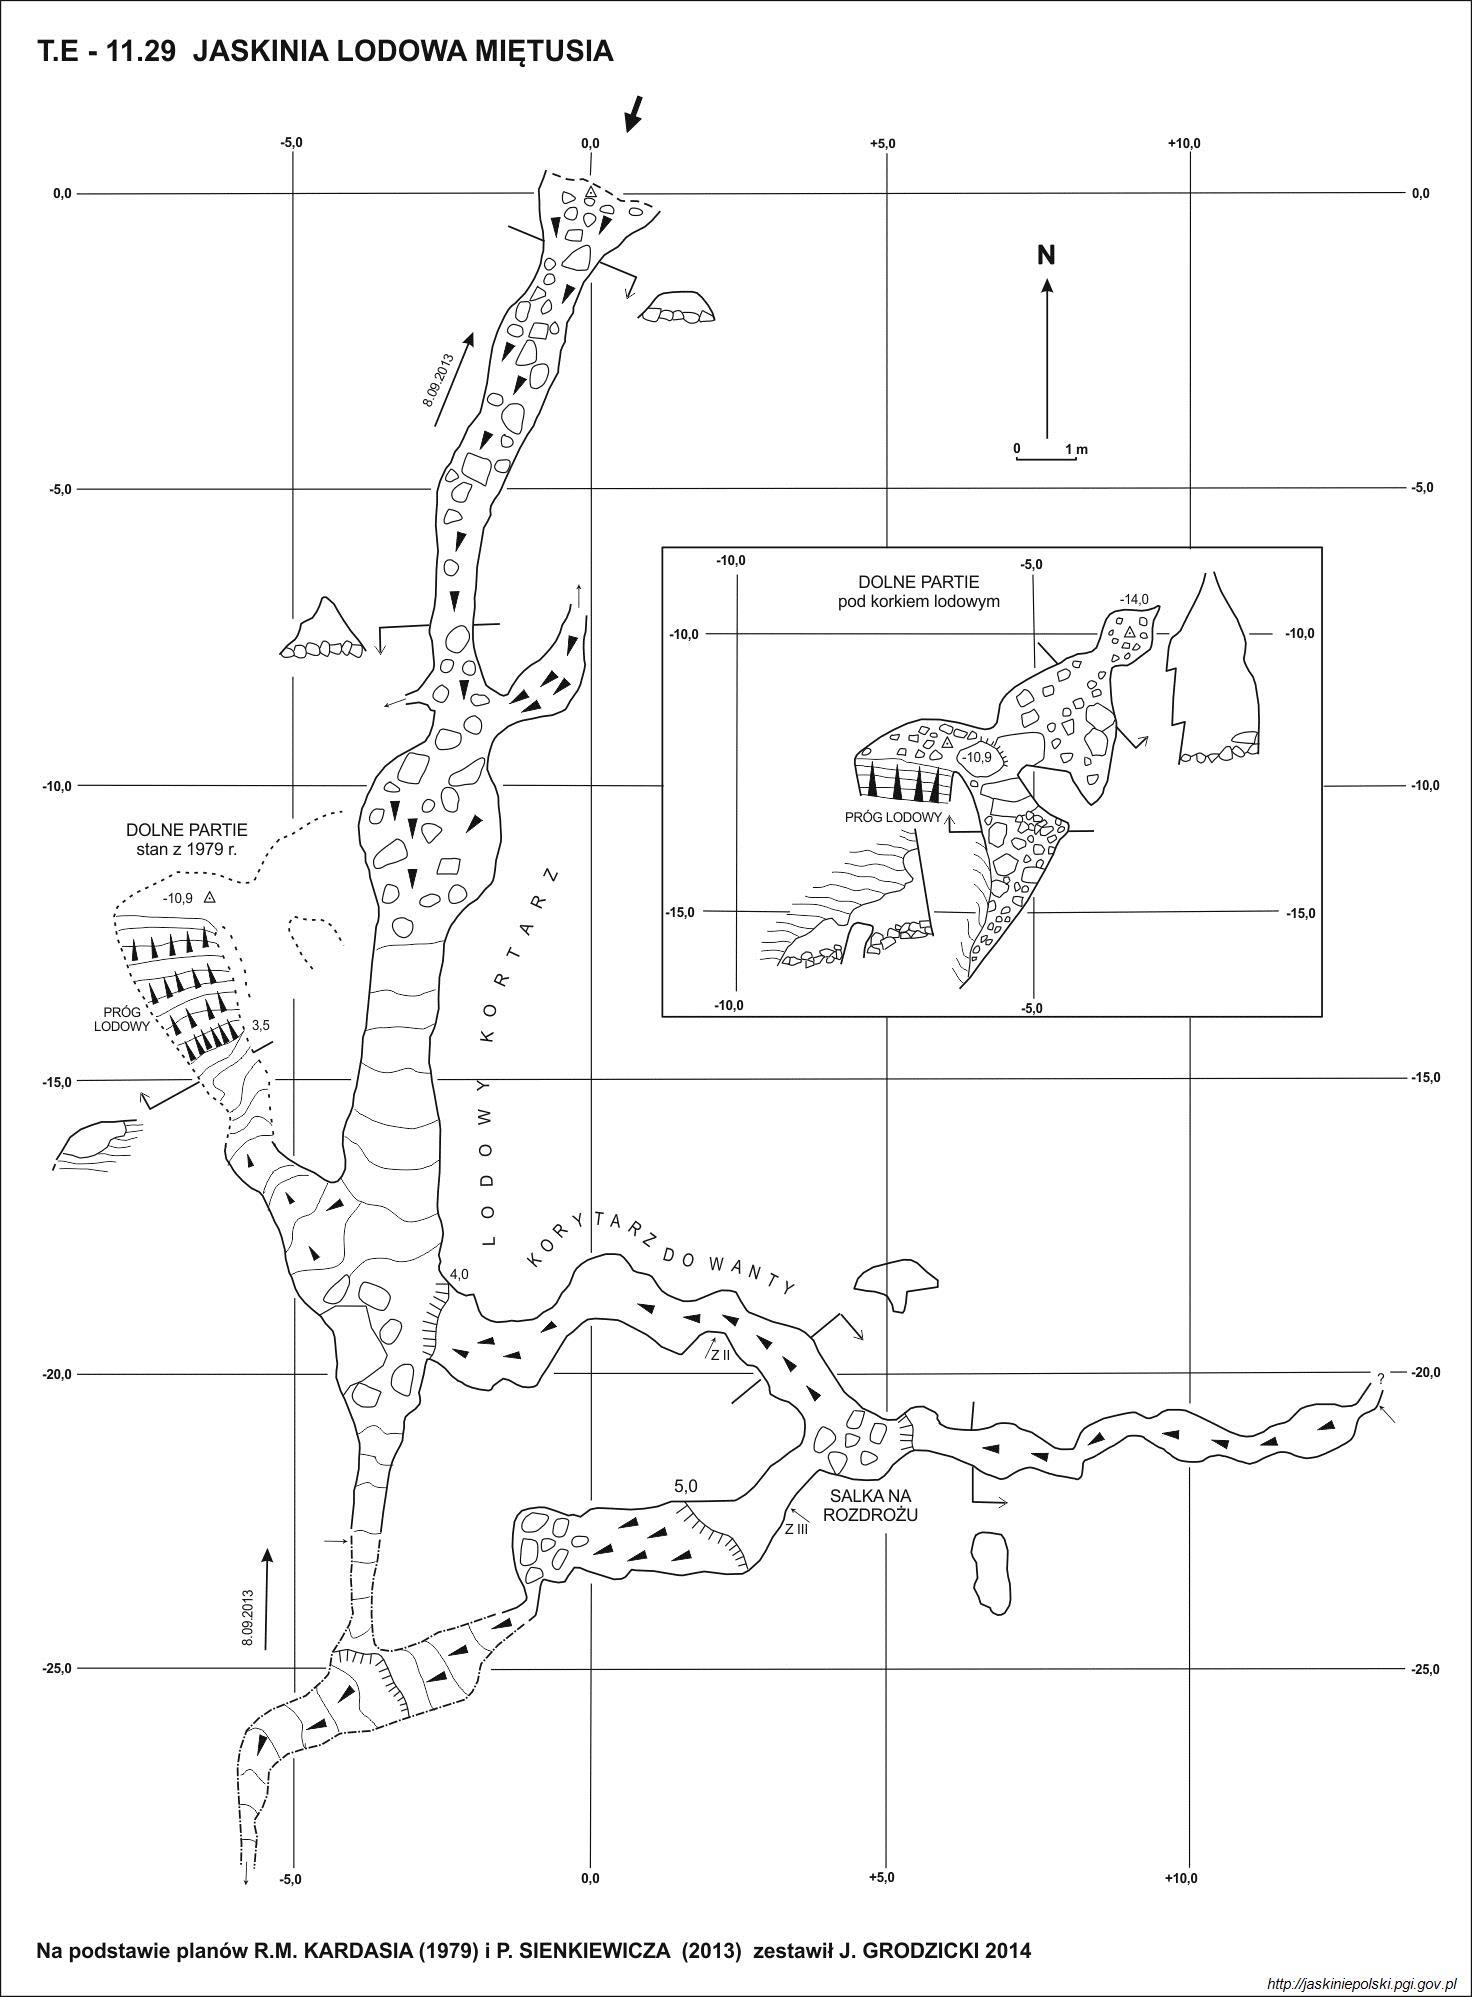 T.E - 11.29 JASKINIA LODOWA MIĘTUSIA
-5,0 0,0 +5,0 +10,0
0,0 0,0
N
8.09.2013
0 1 m
-5,0 -5,0
-10,0 -5,0
DOLNE PARTIE
pod korkiem lodowym
-14,0
-10,0 -10,0
-10,9
PRÓG LODOWY
-15,0 -15,0
-10,0 -5,0
-10,0 -10,0
DOLNE PARTIE
stan z 1979 r.
-10,9
PRÓG
LODOWY
3,5
LODOWY KORTARZ
-15,0 -15,0
KORYTARZ DO WANTY
4,0
Z II
-20,0 -20,0
?
5,0
SALKA NA
ROZDROŻU
Z III
8.09.2013
-25,0 -25,0
-5,0 0,0 +5,0 +10,0
Na podstawie planów R.M. KARDASIA (1979) i P. SIENKIEWICZA (2013) zestawił J. GRODZICKI 2014
http://jaskiniepolski.pgi.gov.pl